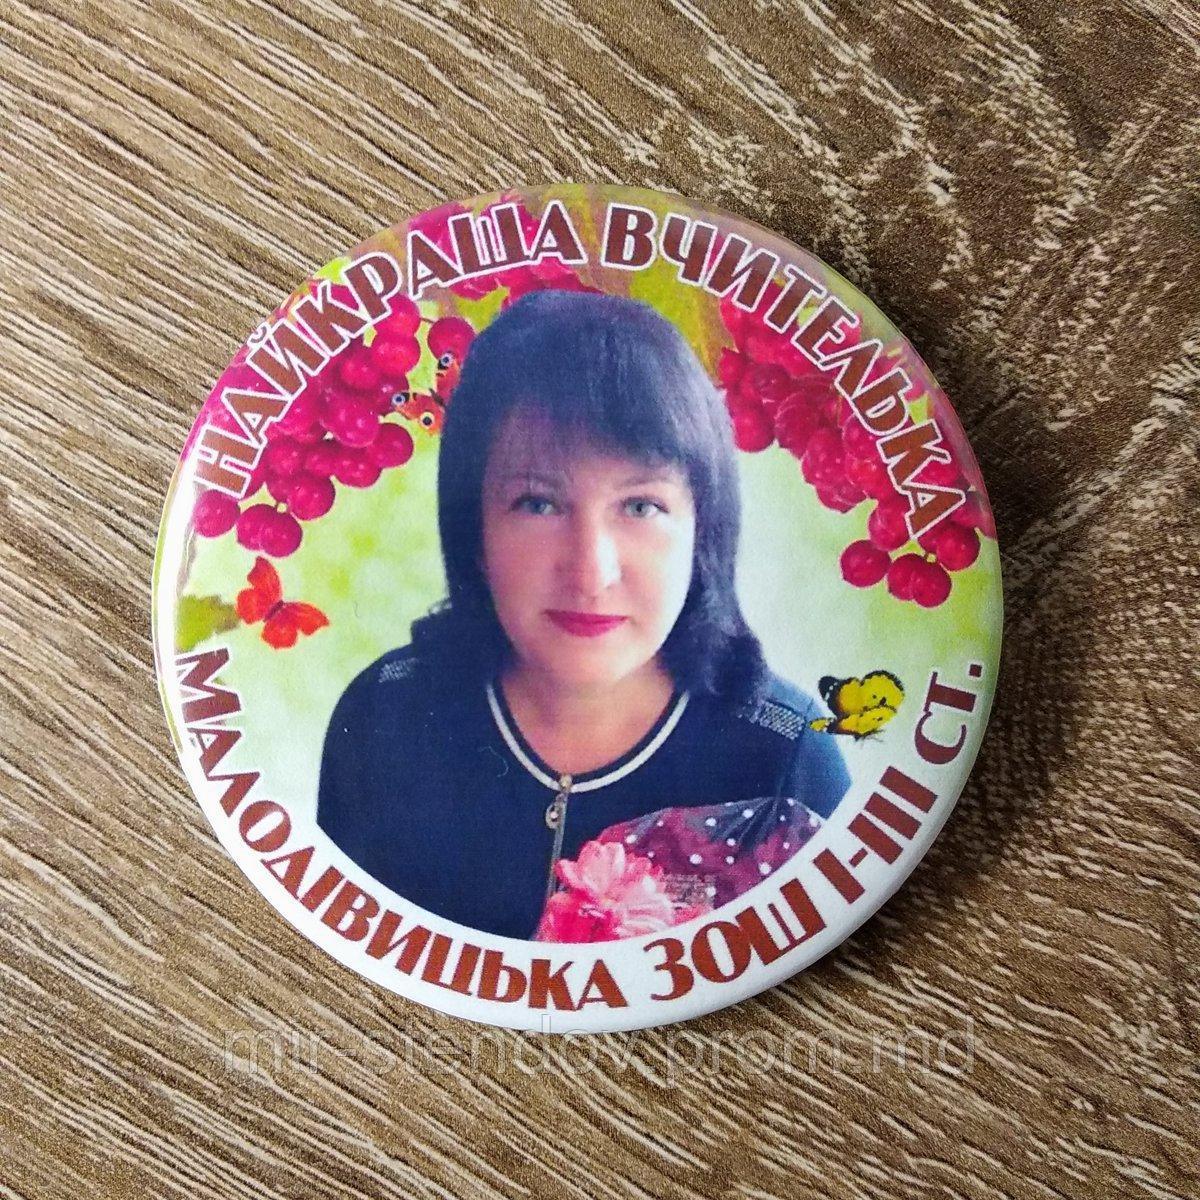 НАЙКРАЩА ВЧИТЕЛЬКА
МАЛОДІВИЦЬКА ЗОШ І-ІІІ СТ.
mir-stendov.prom.md